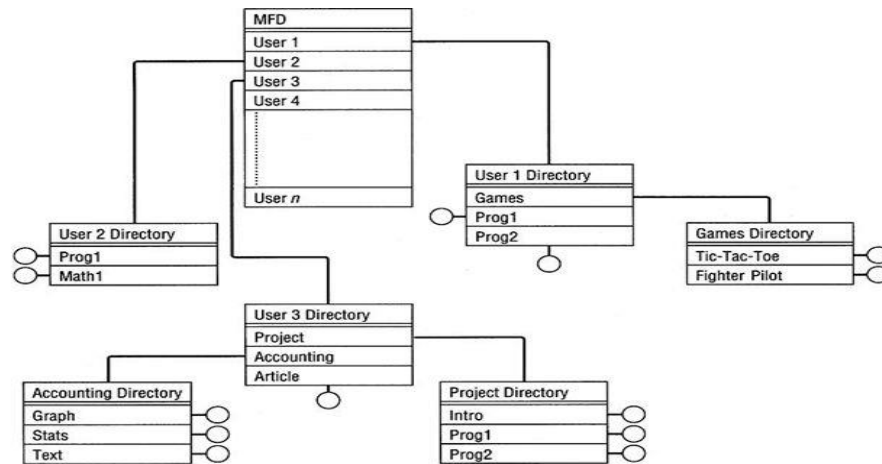 MFD
User 1
User 2
User 3
User 4
User n
User 1 Directory
Games
Prog1
Prog2
User 2 Directory
Prog1
Math1
Games Directory
Tic-Tac-Toe
Fighter Pilot
User 3 Directory
Project
Accounting
Article
Accounting Directory
Graph
Stats
Text
Project Directory
Intro
Prog1
Prog2